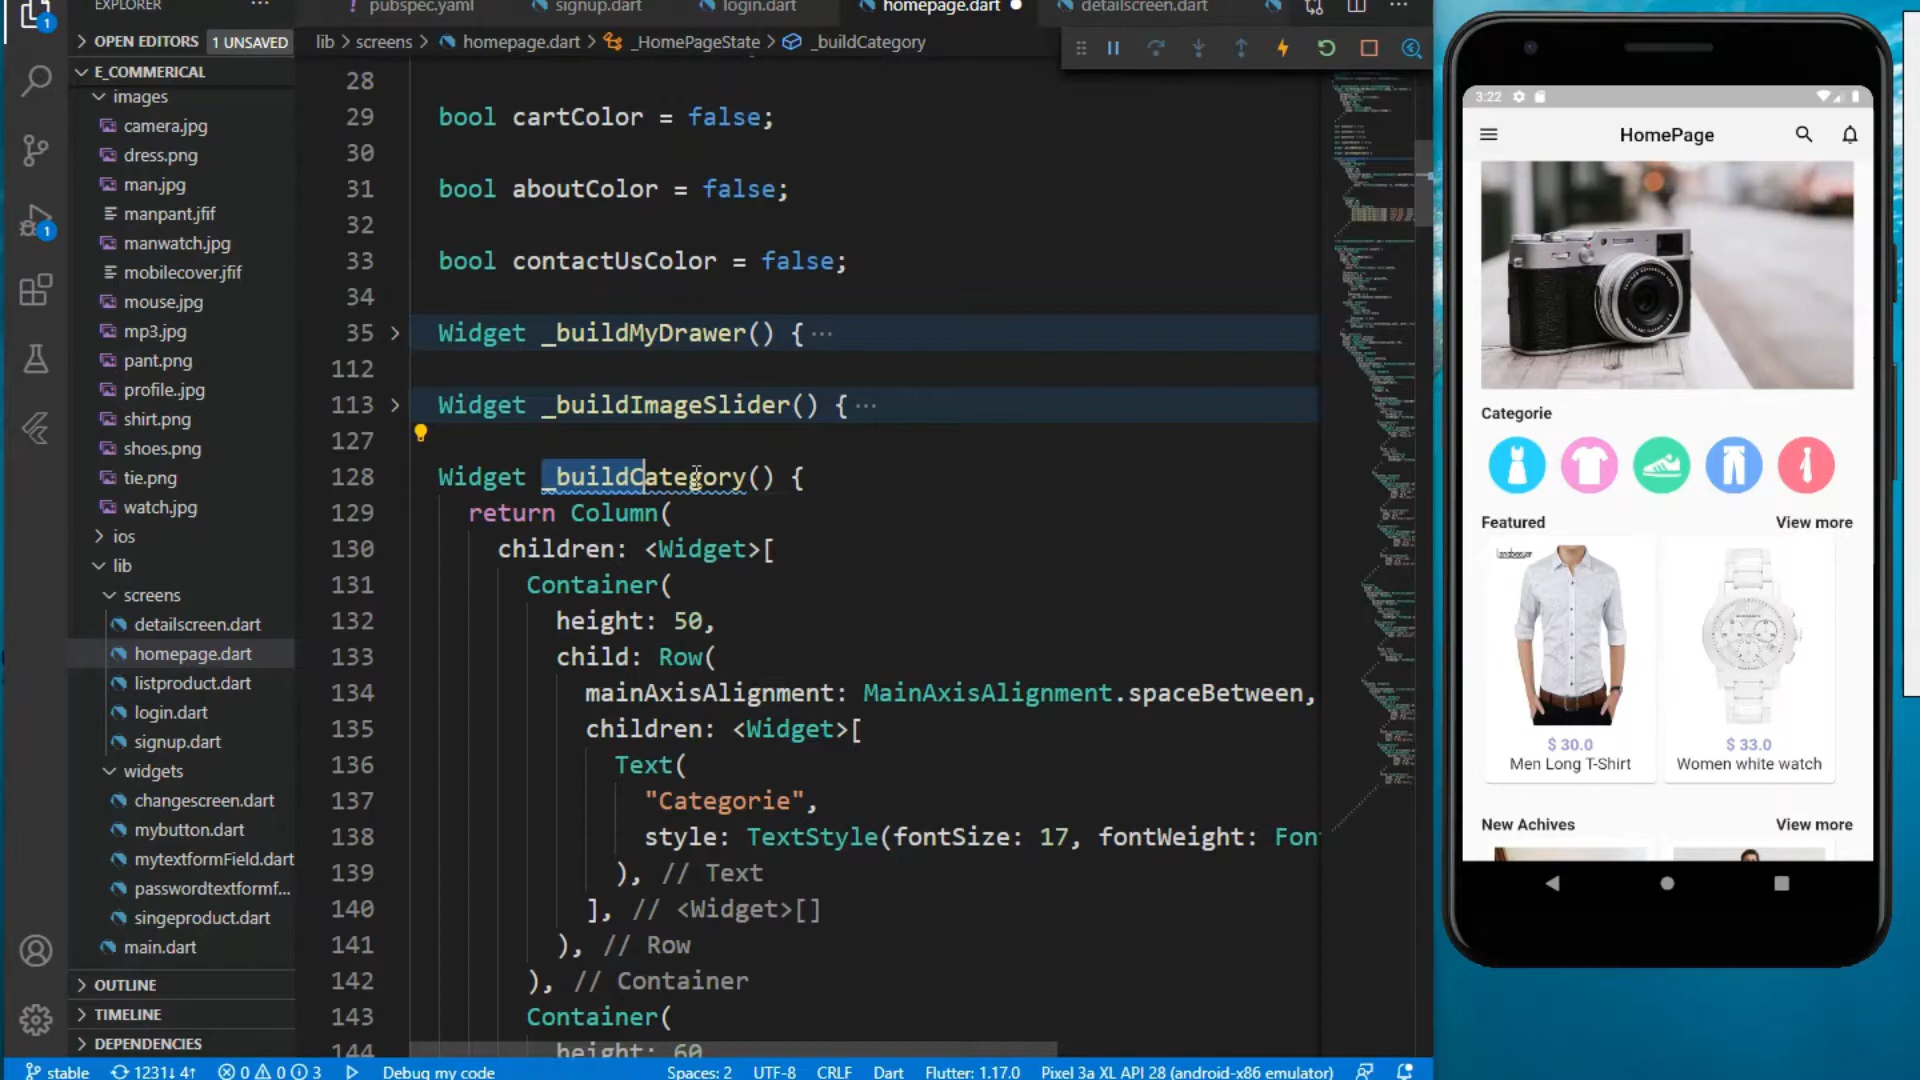 EXPLORER
OPEN EDITORS 1 UNSAVED
E_COMMERICAL
images
camera.jpg
dress.png
man.jpg
manpant.jfif
manwatch.jpg
mobilecover.jfif
mouse.jpg
mp3.jpg
pant.png
profile.jpg
shirt.png
shoes.png
tie.png
watch.jpg
ios
lib
screens
detailscreen.dart
homepage.dart
listproduct.dart
login.dart
signup.dart
widgets
changescreen.dart
mybutton.dart
mytextformField.dart
passwordtextformf...
singeproduct.dart
main.dart
OUTLINE
TIMELINE
DEPENDENCIES
1
1
! pubspec.yaml signup.dart login.dart homepage.dart detailscreen.dart
lib > screens > homepage.dart > _HomePageState > _buildCategory
28
29 bool cartColor = false;
30
31 bool aboutColor = false;
32
33 bool contactUsColor = false;
34
35 Widget _buildMyDrawer() { ...
112
113 Widget _buildImageSlider() { ...
127
128 Widget _buildCategory() {
129 return Column(
130 children: <Widget>[
131 Container(
132 height: 50,
133 child: Row(
134 mainAxisAlignment: MainAxisAlignment.spaceBetween,
135 children: <Widget>[
136 Text(
137 "Categorie",
138 style: TextStyle(fontSize: 17, fontWeight: Fon
139 ), // Text
140 ], // <Widget>[]
141 ), // Row
142 ), // Container
143 Container(
144 height: 60
stable 1231↓ 4↑ 0 0 3 Debug my code Spaces: 2 UTF-8 CRLF Dart Flutter: 1.17.0 Pixel 3a XL API 28 (android-x86 emulator)
3:22
HomePage
Categorie
Featured View more
$ 30.0
Men Long T-Shirt
$ 33.0
Women white watch
New Achives View more